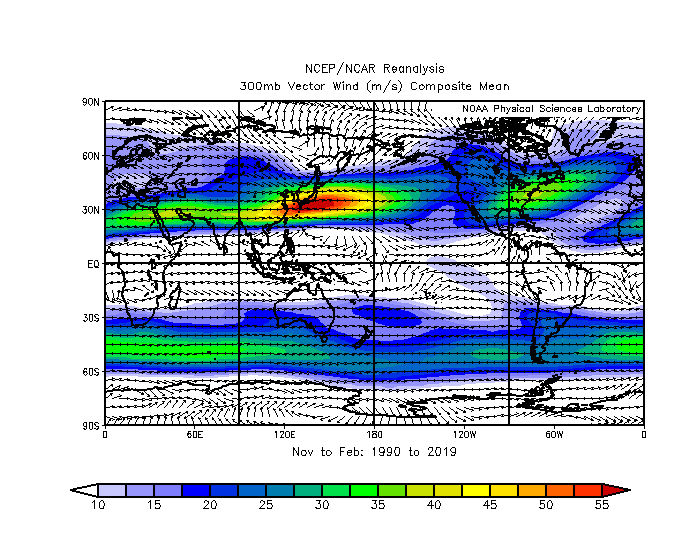 NCEP/NCAR Reanalysis
300mb Vector Wind (m/s) Composite Mean
NOAA Physical Sciences Laboratory
90N
60N
30N
EQ
30S
60S
90S
0 60E 120E 180 120W 60W 0
Nov to Feb: 1990 to 2019
10 15 20 25 30 35 40 45 50 55